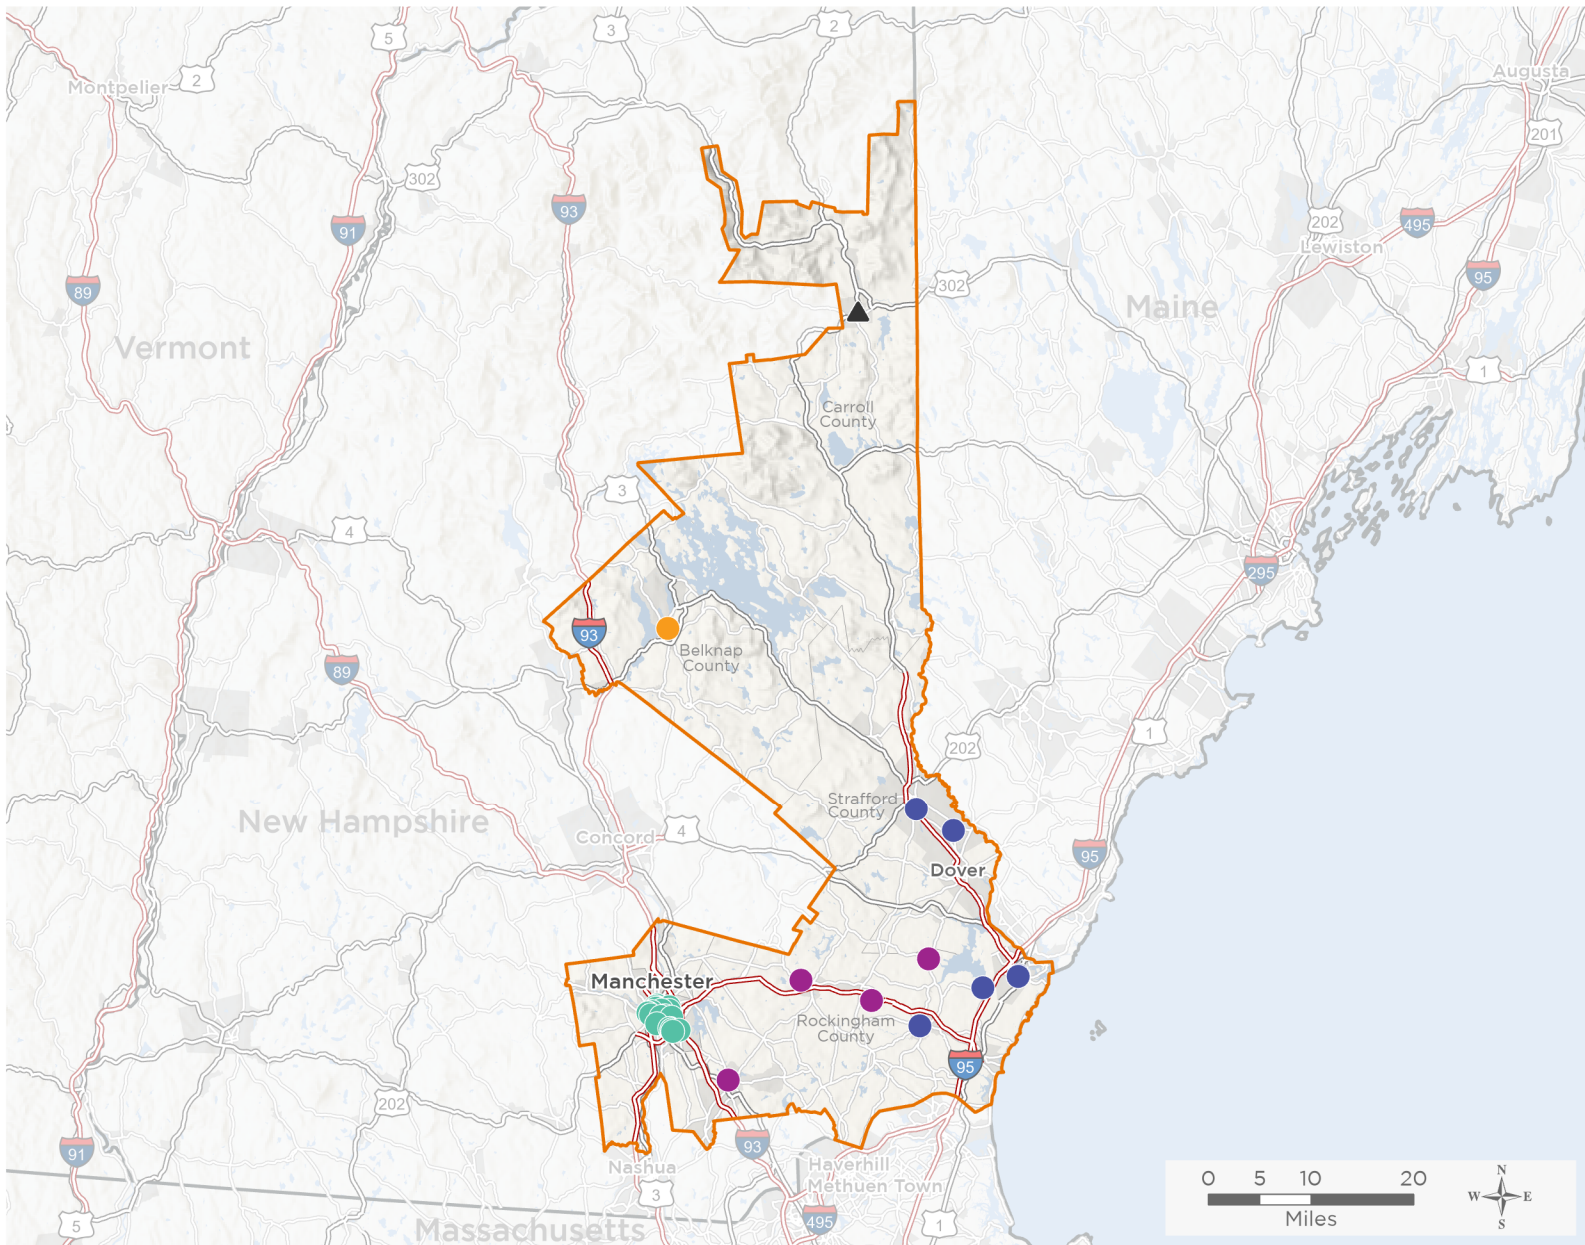 5
3
2
Augusta
Montpelier
2
201
302
93
91
202
495
Lewiston
95
89
302
Maine
Vermont
1
Carroll
County
3
4
295
93
Belknap
County
89
202
1
Strafford
County
New Hampshire
Concord
4
95
Dover
Manchester
Rockingham
County
95
202
91
93
Nashua
Haverhill
Methuen Town
3
5
Massachusetts
495
1
0 5 10 20
Miles
N
W E
S